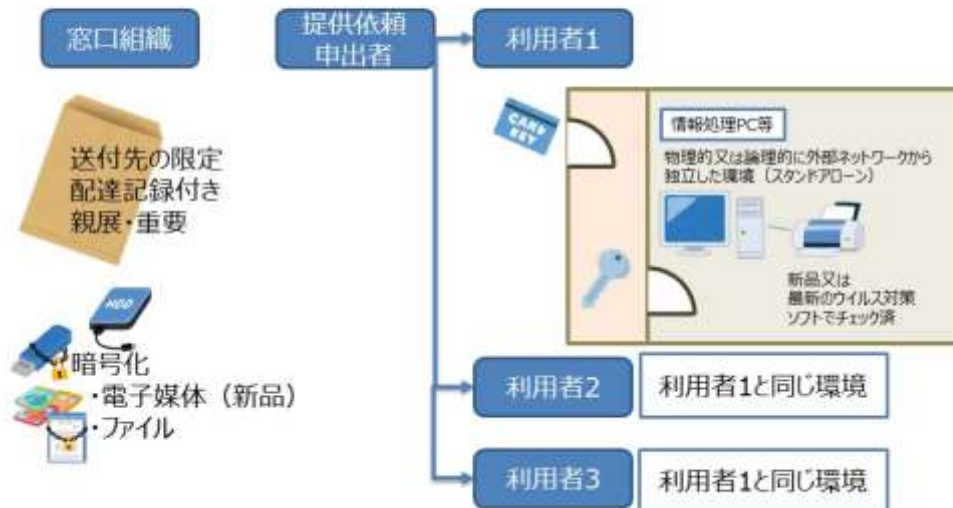 窓口組織
提供依頼
申出者
利用者1
送付先の限定
配達記録付き
親展・重要
CARD
KEY
情報処理PC等
物理的又は論理的に外部ネットワークから
独立した環境（スタンドアローン）
新品又は
最新のウイルス対策
ソフトでチェック済
HDD
暗号化
・電子媒体（新品）
・ファイル
利用者2
利用者1と同じ環境
利用者3
利用者1と同じ環境